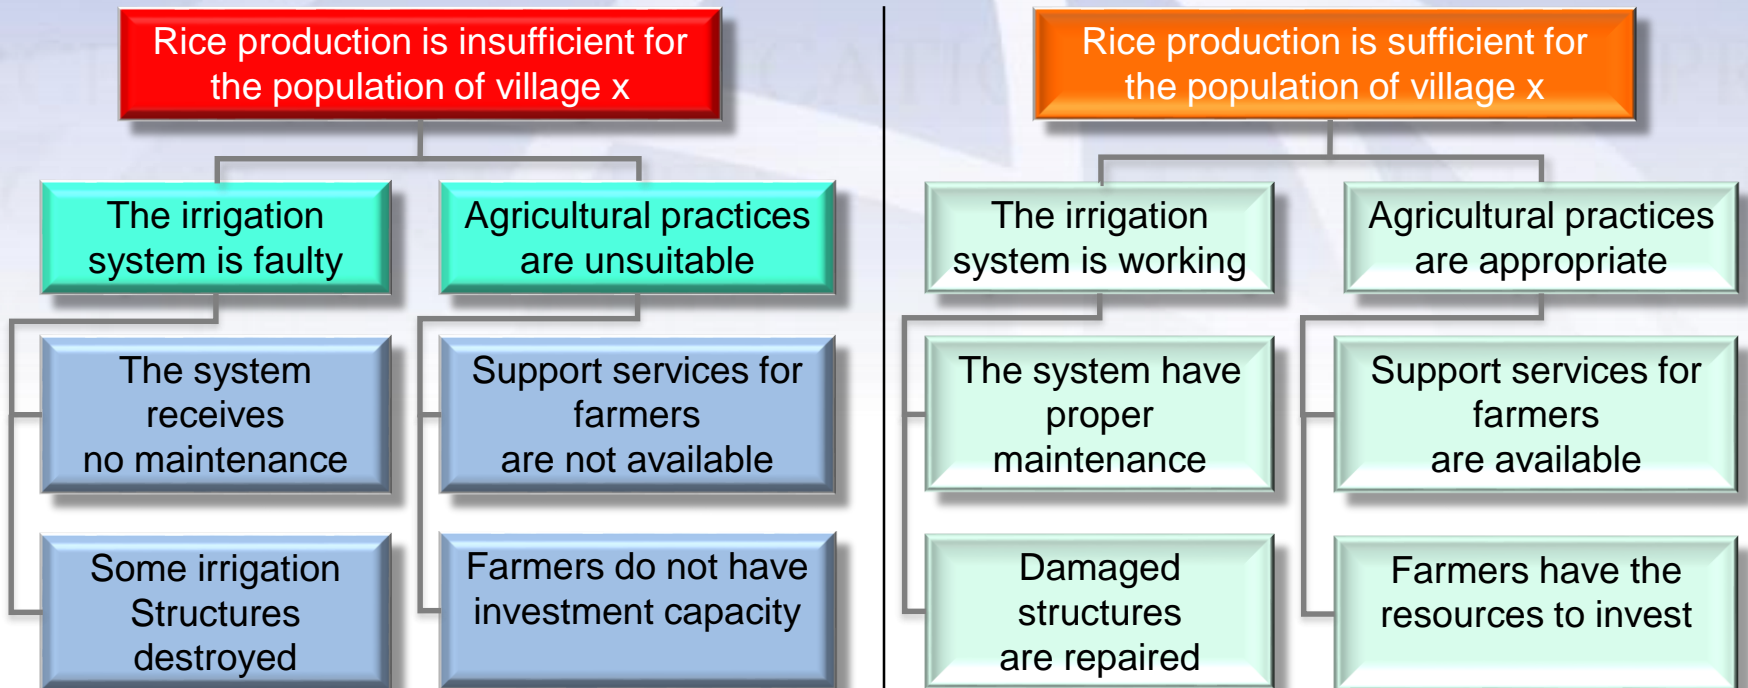 Rice production is insufficient for
the population of village x
The irrigation
system is faulty
Agricultural practices
are unsuitable
The system
receives
no maintenance
Support services for
farmers
are not available
Some irrigation
Structures
destroyed
Farmers do not have
investment capacity
Rice production is sufficient for
the population of village x
The irrigation
system is working
Agricultural practices
are appropriate
The system have
proper
maintenance
Support services for
farmers
are available
Damaged
structures
are repaired
Farmers have the
resources to invest